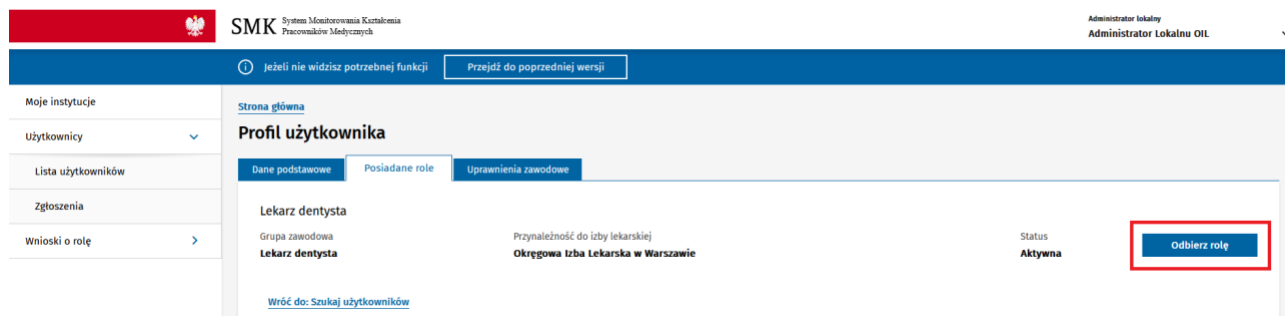 SMK System Monitorowania Kształcenia
Pracowników Medycznych
Administrator lokalny
Administrator Lokalnu OIL
Jeżeli nie widzisz potrzebnej funkcji Przejdź do poprzedniej wersji
Moje instytucje
Użytkownicy
Lista użytkowników
Zgłoszenia
Wnioski o rolę
Strona główna
Profil użytkownika
Dane podstawowe Posiadane role Uprawnienia zawodowe
Lekarz dentysta
Grupa zawodowa Przynależność do izby lekarskiej Status
Lekarz dentysta Okręgowa Izba Lekarska w Warszawie Aktywna
Odbierz rolę
Wróć do: Szukaj użytkowników